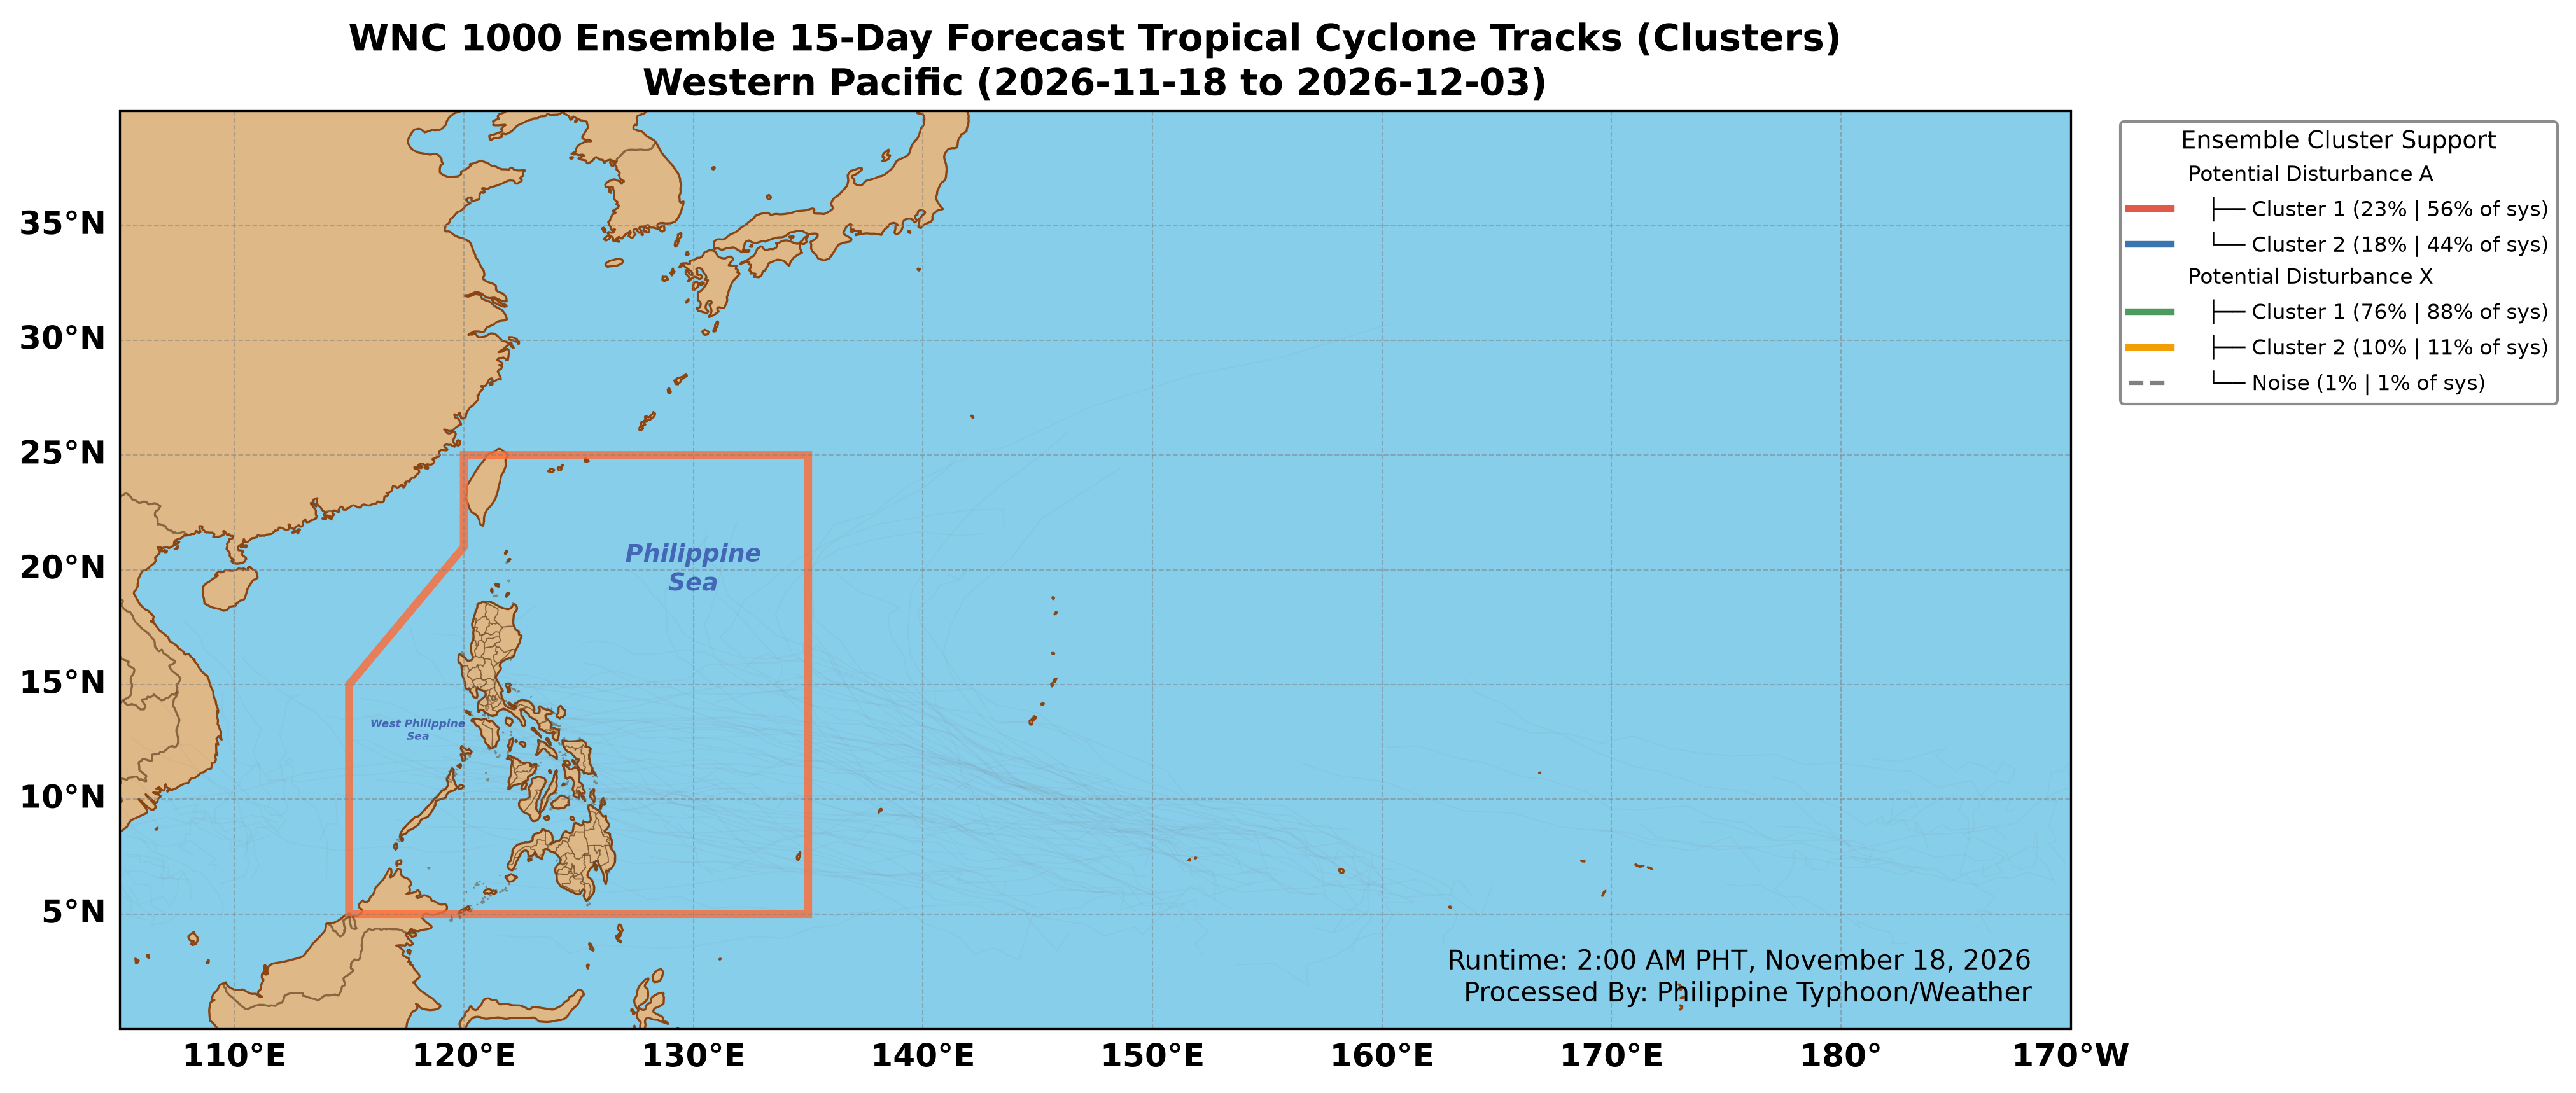 WNC 1000 Ensemble 15-Day Forecast Tropical Cyclone Tracks (Clusters)
Western Pacific (2026-11-18 to 2026-12-03)
Ensemble Cluster Support
Potential Disturbance A
├── Cluster 1 (23% | 56% of sys)
└── Cluster 2 (18% | 44% of sys)
Potential Disturbance X
├── Cluster 1 (76% | 88% of sys)
├── Cluster 2 (10% | 11% of sys)
└── Noise (1% | 1% of sys)
35°N
30°N
25°N
20°N
15°N
10°N
5°N
Philippine
Sea
West Philippine
Sea
Runtime: 2:00 AM PHT, November 18, 2026
Processed By: Philippine Typhoon/Weather
110°E
120°E
130°E
140°E
150°E
160°E
170°E
180°
170°W